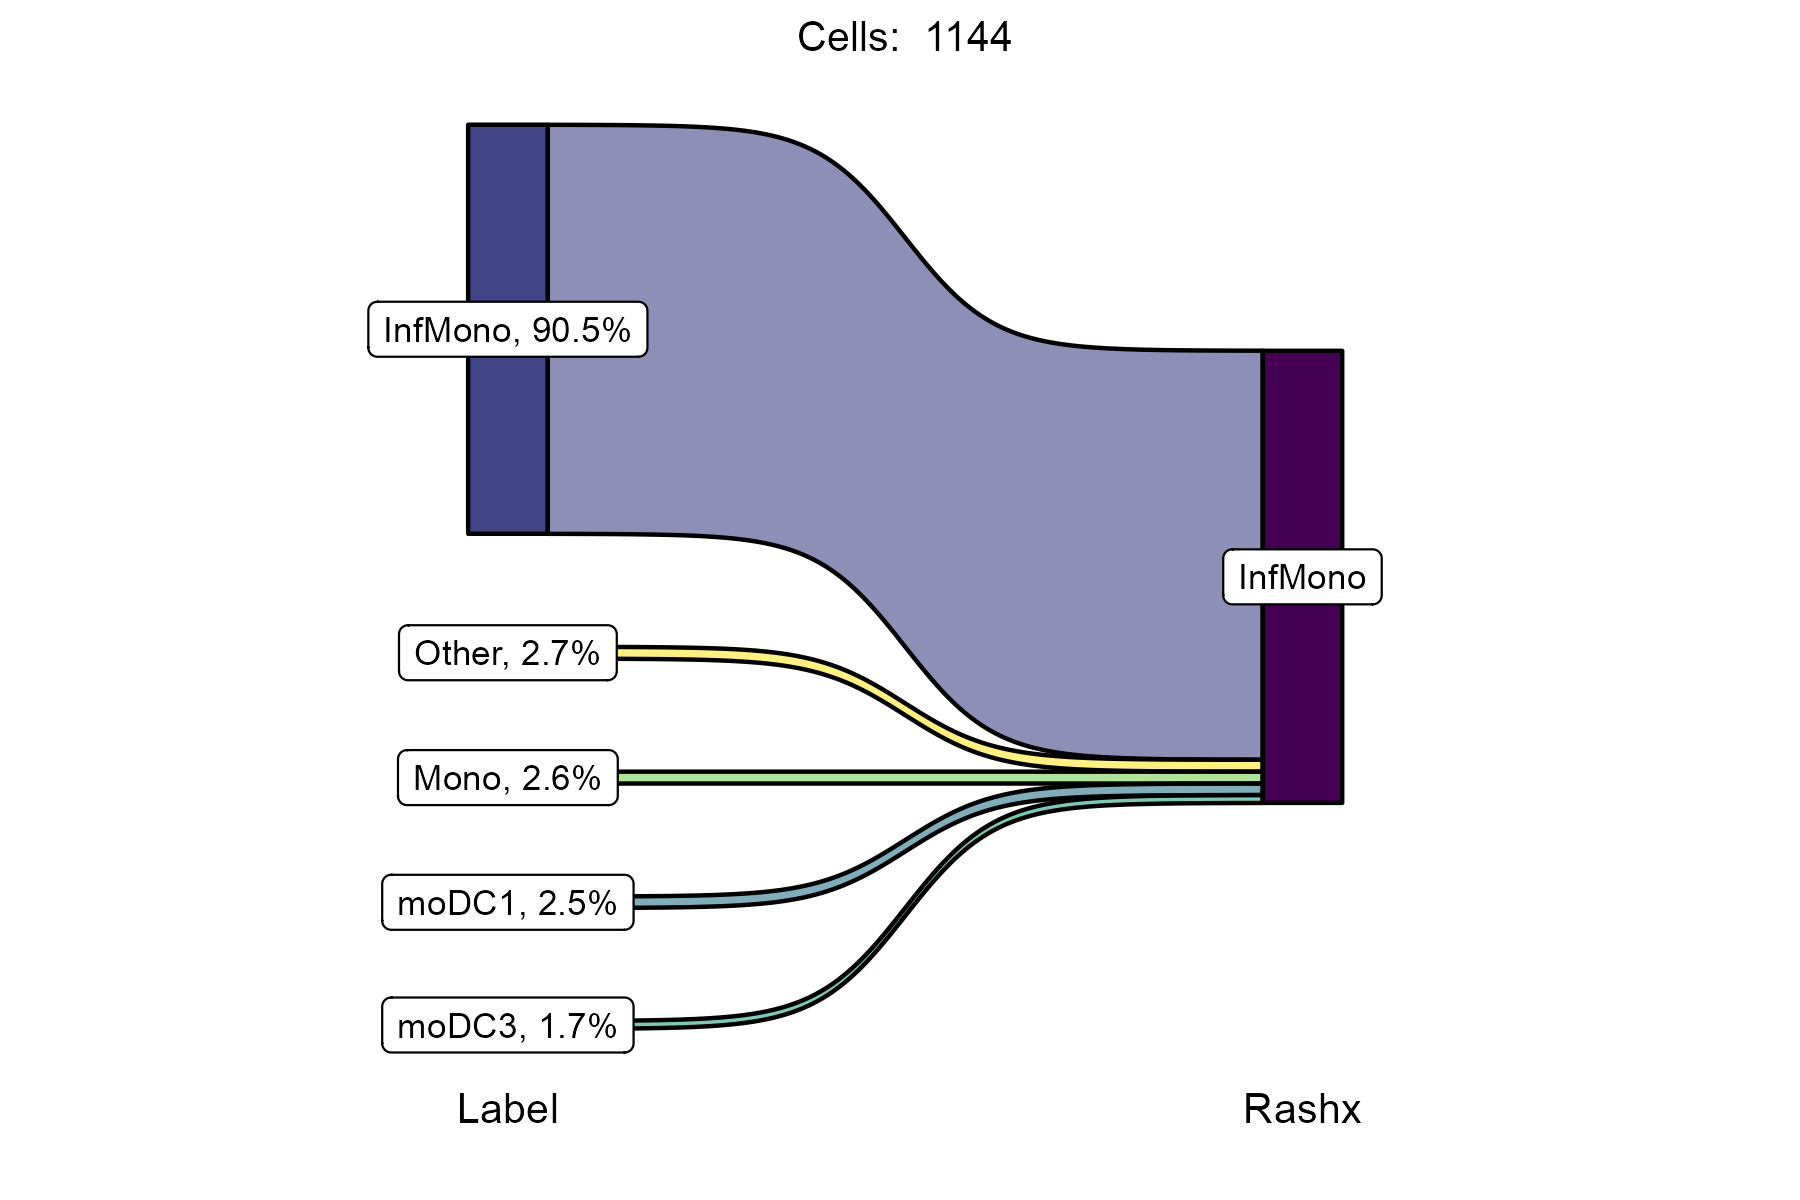 Cells:  1144
InfMono, 90.5%
InfMono
Other, 2.7%
Mono, 2.6%
moDC1, 2.5%
moDC3, 1.7%
Label
Rashx